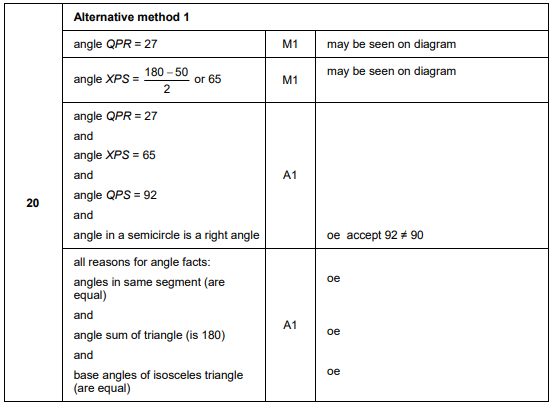 Alternative method 1
angle QPR = 27 M1 may be seen on diagram
angle XPS = (180 – 50)/2 or 65 M1 may be seen on diagram
angle QPR = 27
and
angle XPS = 65
and
angle QPS = 92
and
angle in a semicircle is a right angle
A1
oe accept 92 ≠ 90
20
all reasons for angle facts:
angles in same segment (are
equal)
oe
and
angle sum of triangle (is 180)
oe
and
base angles of isosceles triangle
(are equal)
oe
A1